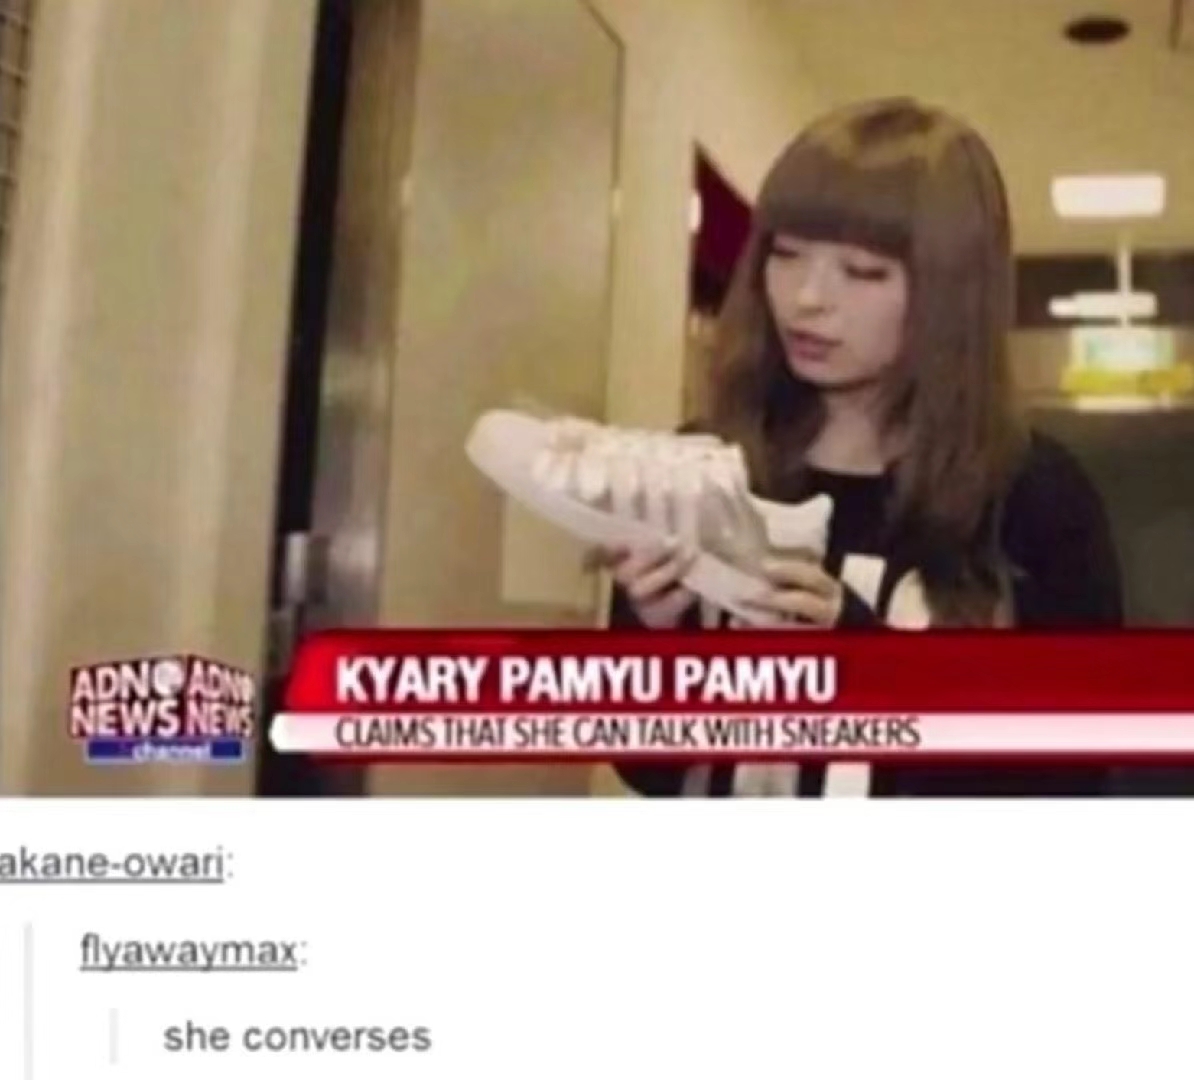 KYARY PAMYU PAMYU
CLAIMS THAT SHE CAN TALK WITH SNEAKERS
ADN ADN
NEWS NEWS
channel
akane-owari:
flyawaymax:
she converses